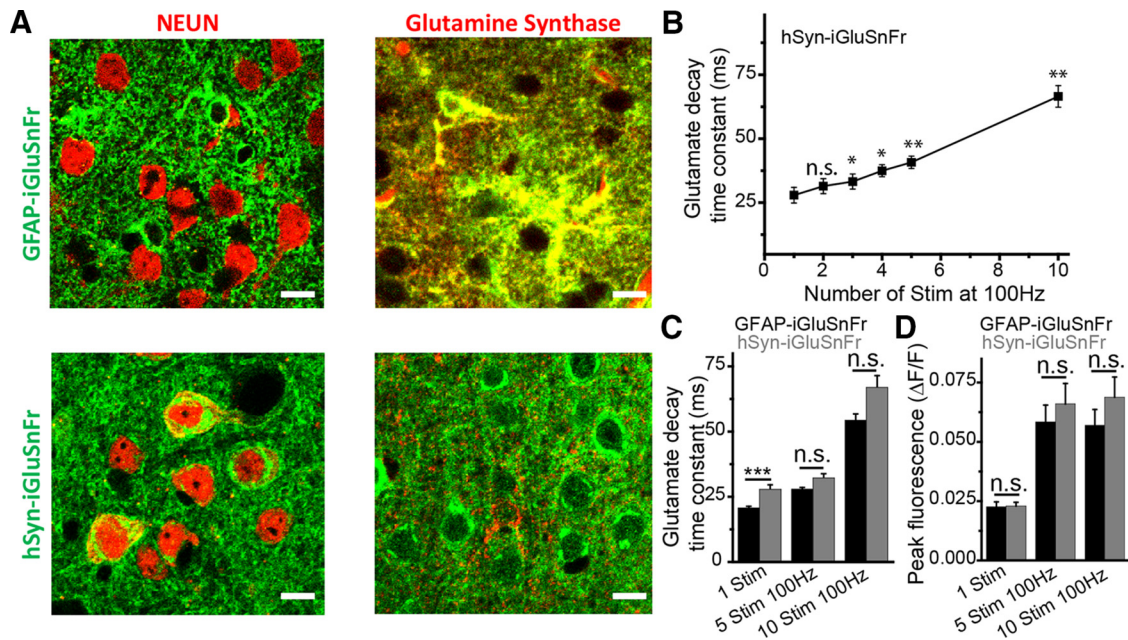 A
NEUN
Glutamine Synthase
GFAP-iGluSnFr
hSyn-iGluSnFr
B
hSyn-iGluSnFr
Glutamate decay
time constant (ms)
75
50
25
n.s.
*
*
**
**
0
2
4
6
8
10
Number of Stim at 100Hz
C
GFAP-iGluSnFr
hSyn-iGluSnFr
Glutamate decay
time constant (ms)
75
50
25
0
***
n.s.
n.s.
1 Stim
5 Stim 100Hz
10 Stim 100Hz
D
GFAP-iGluSnFr
hSyn-iGluSnFr
Peak fluorescence (ΔF/F)
0.075
0.050
0.025
0.000
n.s.
n.s.
n.s.
1 Stim
5 Stim 100Hz
10 Stim 100Hz